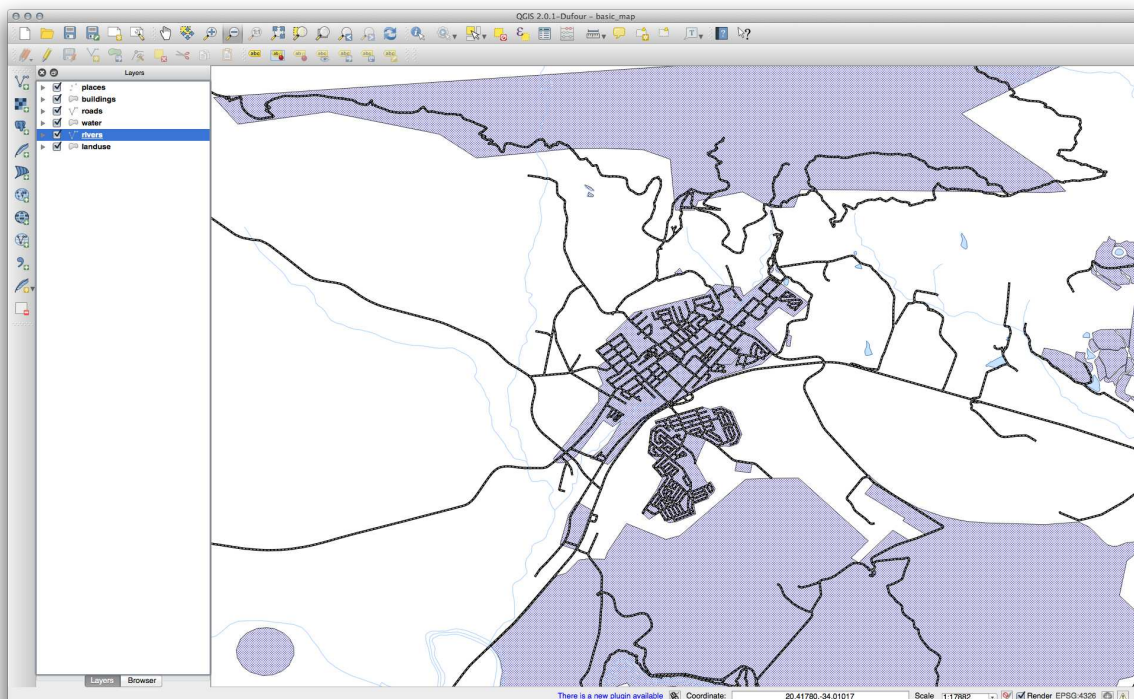 QGIS 2.0.1-Dufour - basic_map
Layers
places
buildings
roads
water
rivers
landuse
Layers Browser
There is a new plugin available Coordinate: 20.41780,-34.01017 Scale 1:17882 Render EPSG:4326